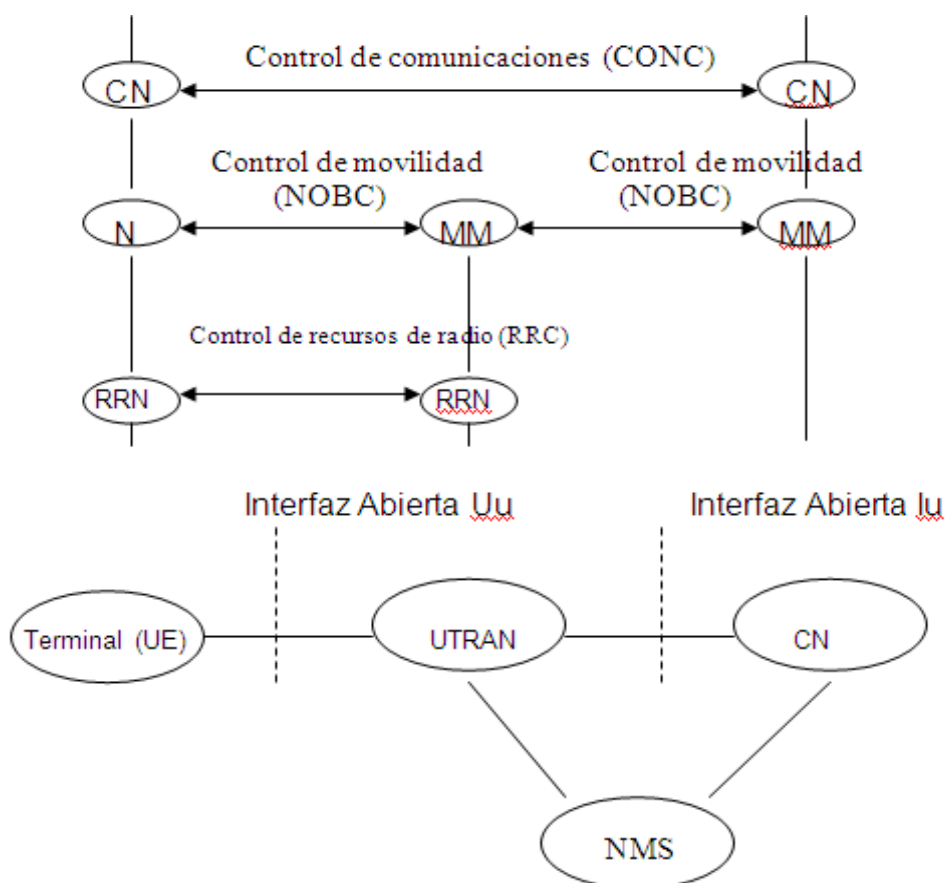 Control de comunicaciones (CONC)
CN
CN
Control de movilidad
(NOBC)
Control de movilidad
(NOBC)
N
MM
MM
Control de recursos de radio (RRC)
RRN
RRN
Interfaz Abierta Uu
Interfaz Abierta Iu
Terminal (UE)
UTRAN
CN
NMS